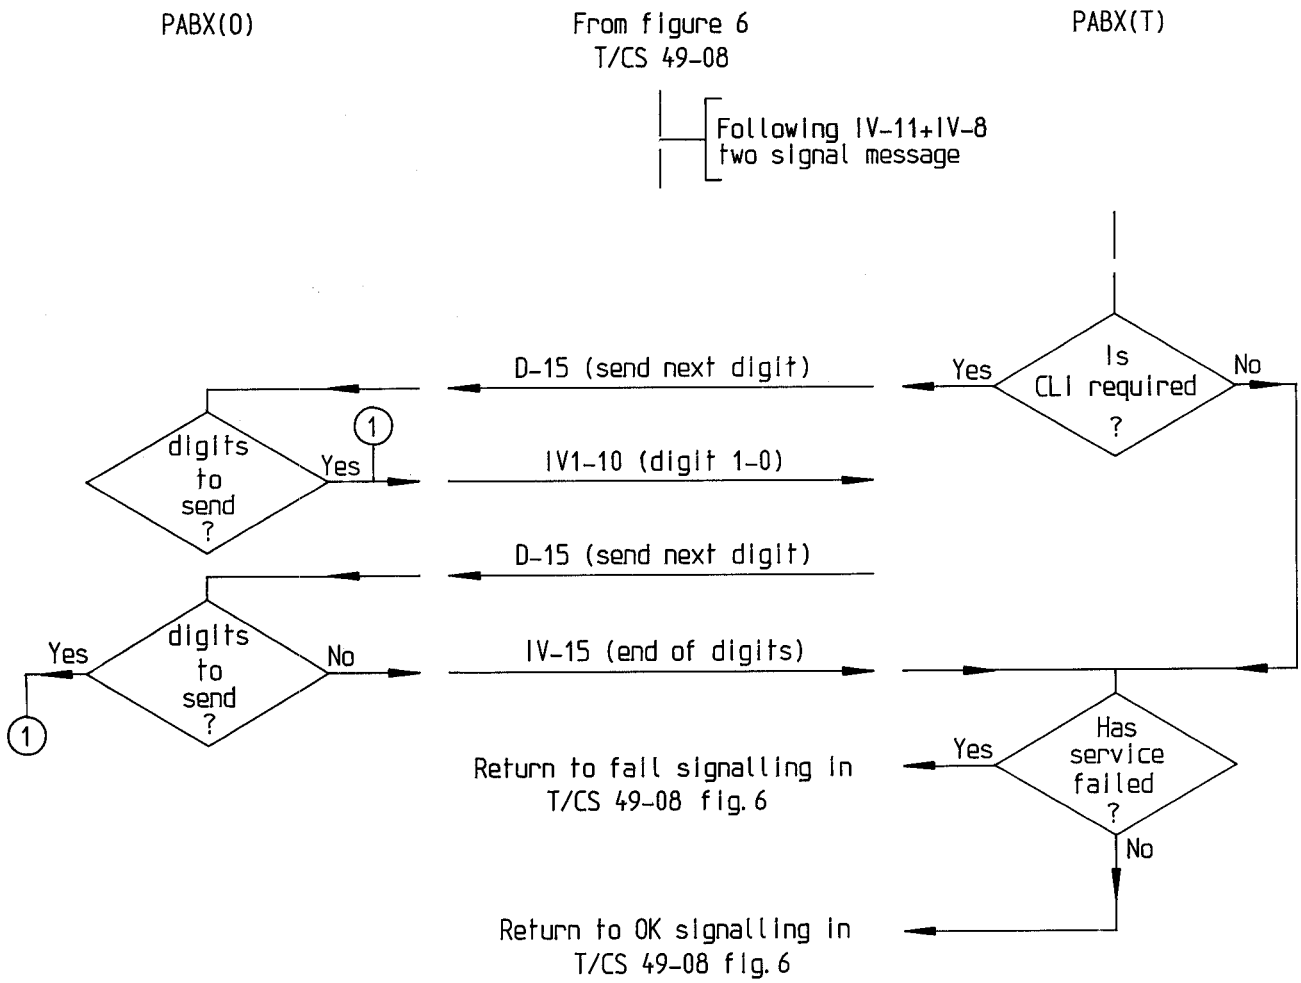 PABX(O)
From figure 6
T/CS 49-08
PABX(T)
Following IV-11+IV-8
two signal message
Is
CLI required
?
Yes
No
D-15 (send next digit)
digits
to
send
?
Yes
1
IV1-10 (digit 1-0)
D-15 (send next digit)
digits
to
send
?
Yes
No
1
IV-15 (end of digits)
Has
service
failed
?
Yes
No
Return to fail signalling in
T/CS 49-08 fig. 6
Return to OK signalling in
T/CS 49-08 fig. 6